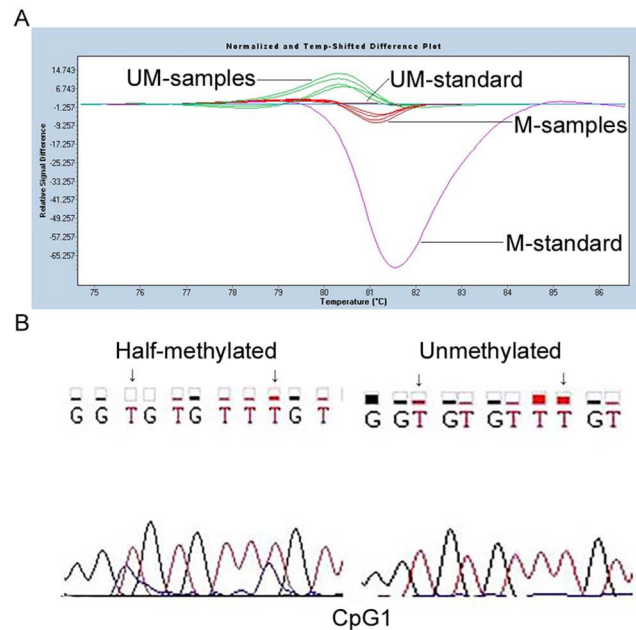 A
Normalized and Temp-Shifted Difference Plot
Relative Signal Difference
14.743
6.743
-1.257
-9.257
-17.257
-25.257
-33.257
-41.257
-49.257
-57.257
-65.257
UM-samples
UM-standard
M-samples
M-standard
75 76 77 78 79 80 81 82 83 84 85 86
Temperature (°C)
B
Half-methylated Unmethylated
↓ ↓ ↓ ↓
G G T G T G T T T G T G G T G T G T T T G T
CpG1